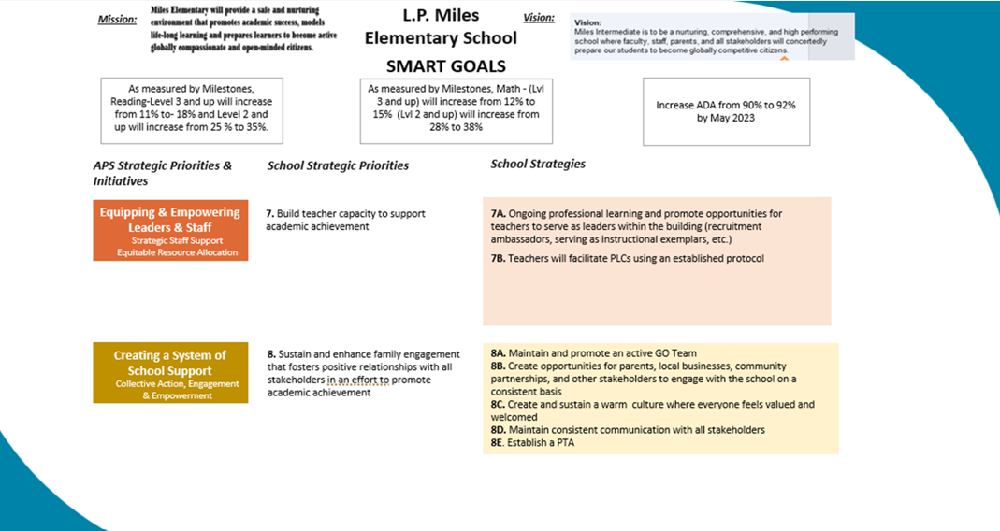 Mission:
Miles Elementary will provide a safe and nurturing
environment that promotes academic success, models
life-long learning and prepares learners to become active
globally compassionate and open-minded citizens.
L.P. Miles
Elementary School
SMART GOALS
Vision:
Vision:
Miles Intermediate is to be a nurturing, comprehensive, and high performing
school where faculty, staff, parents, and all stakeholders will concertedly
prepare our students to become globally competitive citizens.
As measured by Milestones,
Reading-Level 3 and up will increase
from 11% to- 18% and Level 2 and
up will increase from 25 % to 35%.
As measured by Milestones, Math - (Lvl
3 and up) will increase from 12% to
15% (Lvl 2 and up) will increase from
28% to 38%
Increase ADA from 90% to 92%
by May 2023
APS Strategic Priorities &
Initiatives
School Strategic Priorities
School Strategies
Equipping & Empowering
Leaders & Staff
Strategic Staff Support
Equitable Resource Allocation
7. Build teacher capacity to support
academic achievement
7A. Ongoing professional learning and promote opportunities for
teachers to serve as leaders within the building (recruitment
ambassadors, serving as instructional exemplars, etc.)
7B. Teachers will facilitate PLCs using an established protocol
Creating a System of
School Support
Collective Action, Engagement
& Empowerment
8. Sustain and enhance family engagement
that fosters positive relationships with all
stakeholders in an effort to promote
academic achievement
8A. Maintain and promote an active GO Team
8B. Create opportunities for parents, local businesses, community
partnerships, and other stakeholders to engage with the school on a
consistent basis
8C. Create and sustain a warm culture where everyone feels valued and
welcomed
8D. Maintain consistent communication with all stakeholders
8E. Establish a PTA